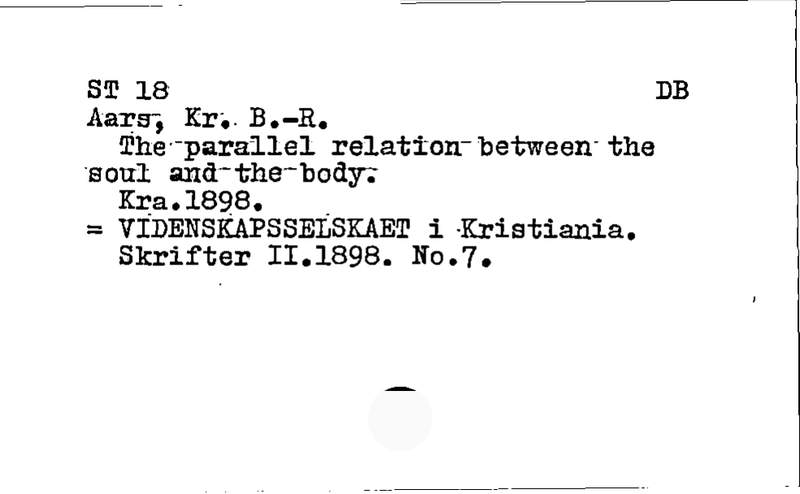 ST 18 DB
Aars, Kr. B.-R.
The parallel relation between the
soul and the body.
Kra.1898.
= VIDENSKAPSSELSKAET i Kristiania.
Skrifter II.1898. No.7.